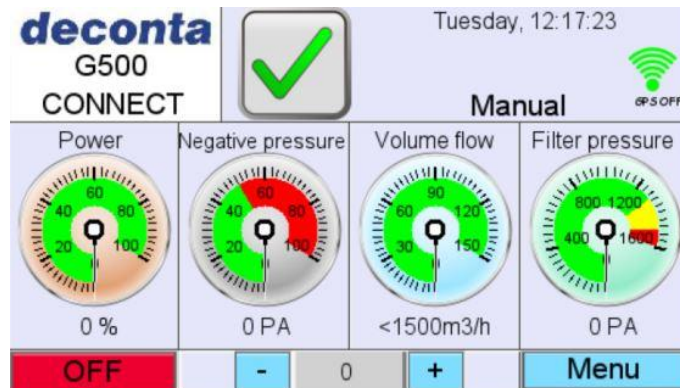 deconta
G500
CONNECT
Tuesday, 12:17:23
Manual
GPS OFF
Power
20 40 60 80 100
0 %
Negative pressure
20 40 60 80 100
0 PA
Volume flow
30 60 90 120 150
<1500m3/h
Filter pressure
400 800 1200 1600
0 PA
OFF
-
0
+
Menu